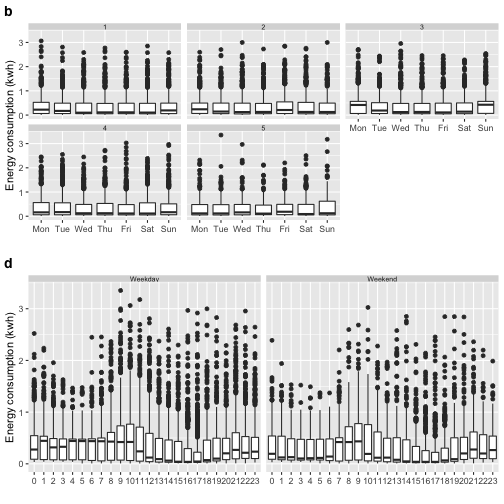 b
1 2 3
Energy consumption (kwh)
3
2
1
0
Mon Tue Wed Thu Fri Sat Sun
4 5
3
2
1
0
Mon Tue Wed Thu Fri Sat Sun Mon Tue Wed Thu Fri Sat Sun
d
Weekday Weekend
Energy consumption (kwh)
3
2
1
0
0 1 2 3 4 5 6 7 8 9 10 11 12 13 14 15 16 17 18 19 20 21 22 23 0 1 2 3 4 5 6 7 8 9 10 11 12 13 14 15 16 17 18 19 20 21 22 23